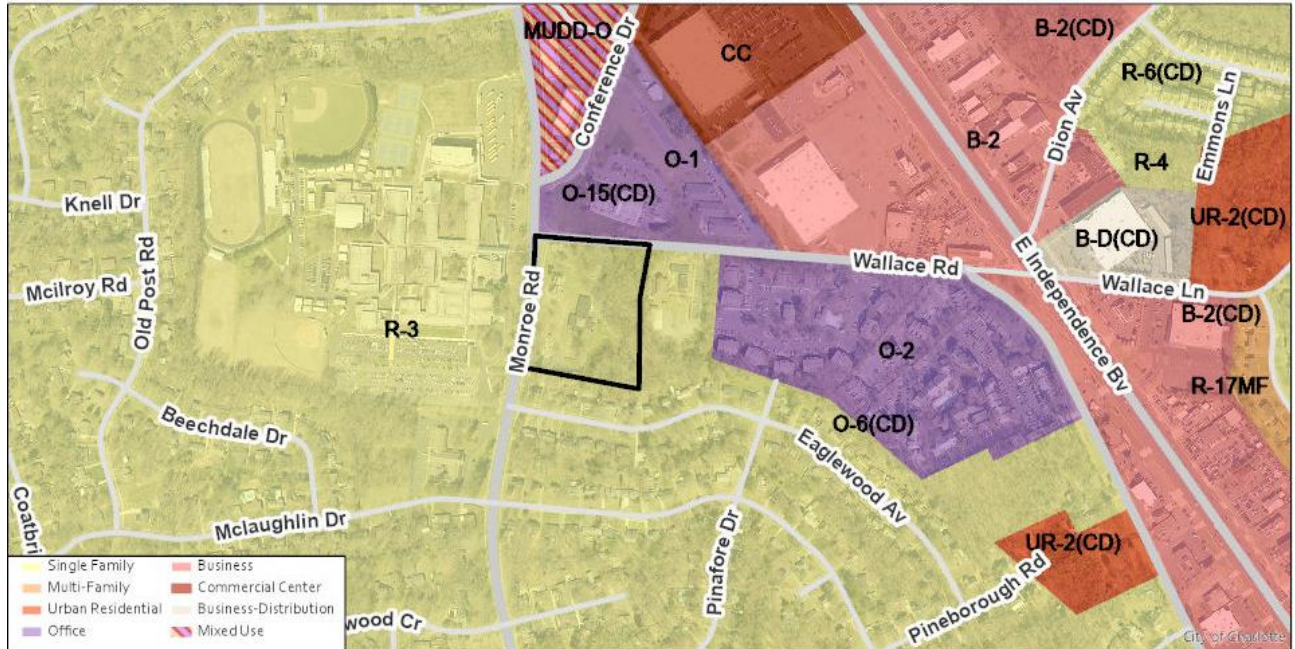 MUDD-O
Conference Dr
CC
B-2(CD)
R-6(CD)
Emmons Ln
Dion Av
B-2
O-1
R-4
Knell Dr
O-15(CD)
UR-2(CD)
B-D(CD)
Old Post Rd
Mcilroy Rd
Monroe Rd
Wallace Rd
E Independence Bv
Wallace Ln
R-3
B-2(CD)
O-2
R-17MF
Beechdale Dr
O-6(CD)
Eaglewood Av
Coatbri
Mclaughlin Dr
Pinafore Dr
UR-2(CD)
Pineborough Rd
Single Family
Business
Multi-Family
Commercial Center
Urban Residential
Business-Distribution
Office
Mixed Use
wood Cr
City of Charlotte